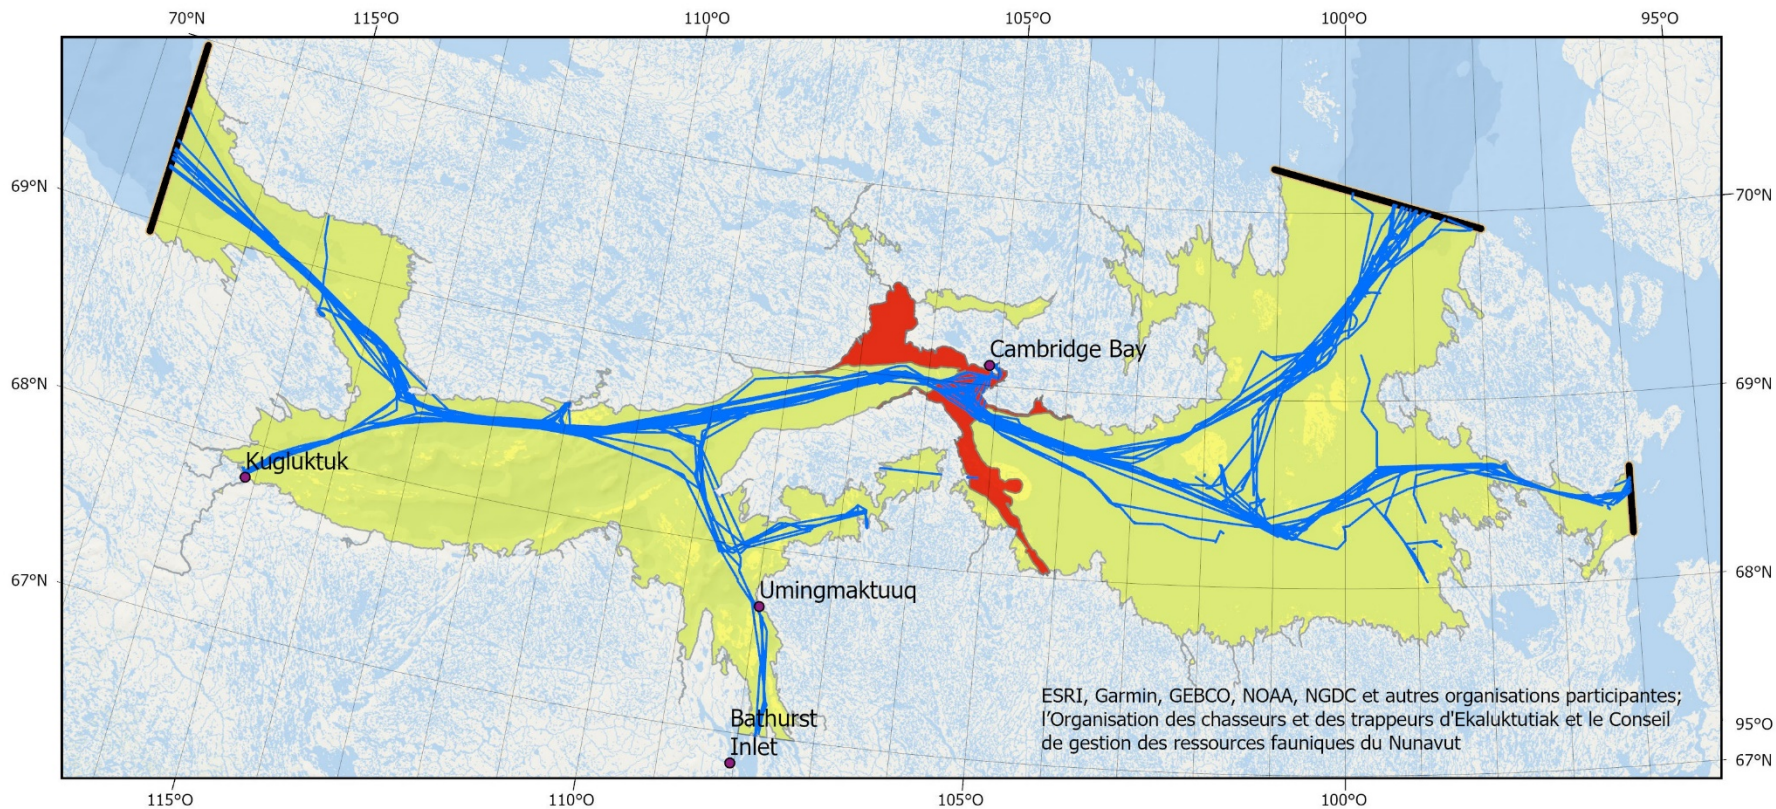 70°N
115°O
110°O
105°O
100°O
95°O
69°N
70°N
Cambridge Bay
68°N
69°N
Kugluktuk
67°N
68°N
Umingmaktuuq
ESRI, Garmin, GEBCO, NOAA, NGDC et autres organisations participantes;
l'Organisation des chasseurs et des trappeurs d'Ekaluktutiak et le Conseil
de gestion des ressources fauniques du Nunavut
Bathurst
Inlet
95°O
67°N
115°O
110°O
105°O
100°O